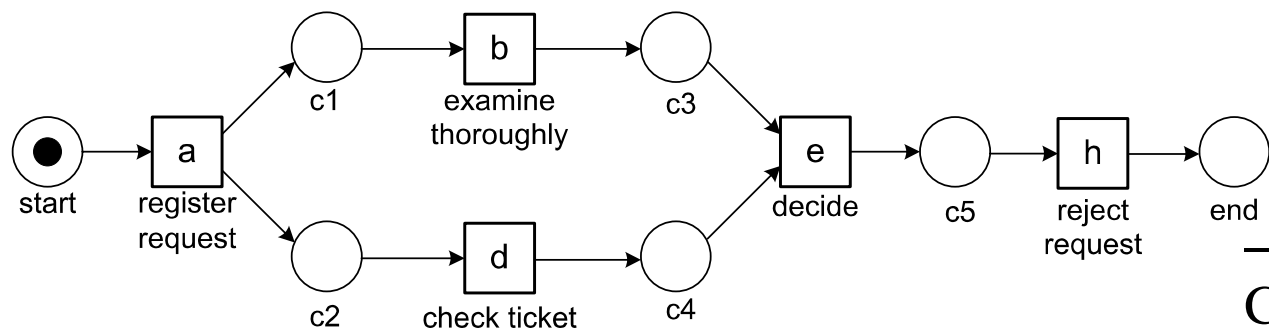 c1
b
examine
thoroughly
c3
start
a
register
request
e
decide
c5
h
reject
request
end
c2
d
check ticket
c4